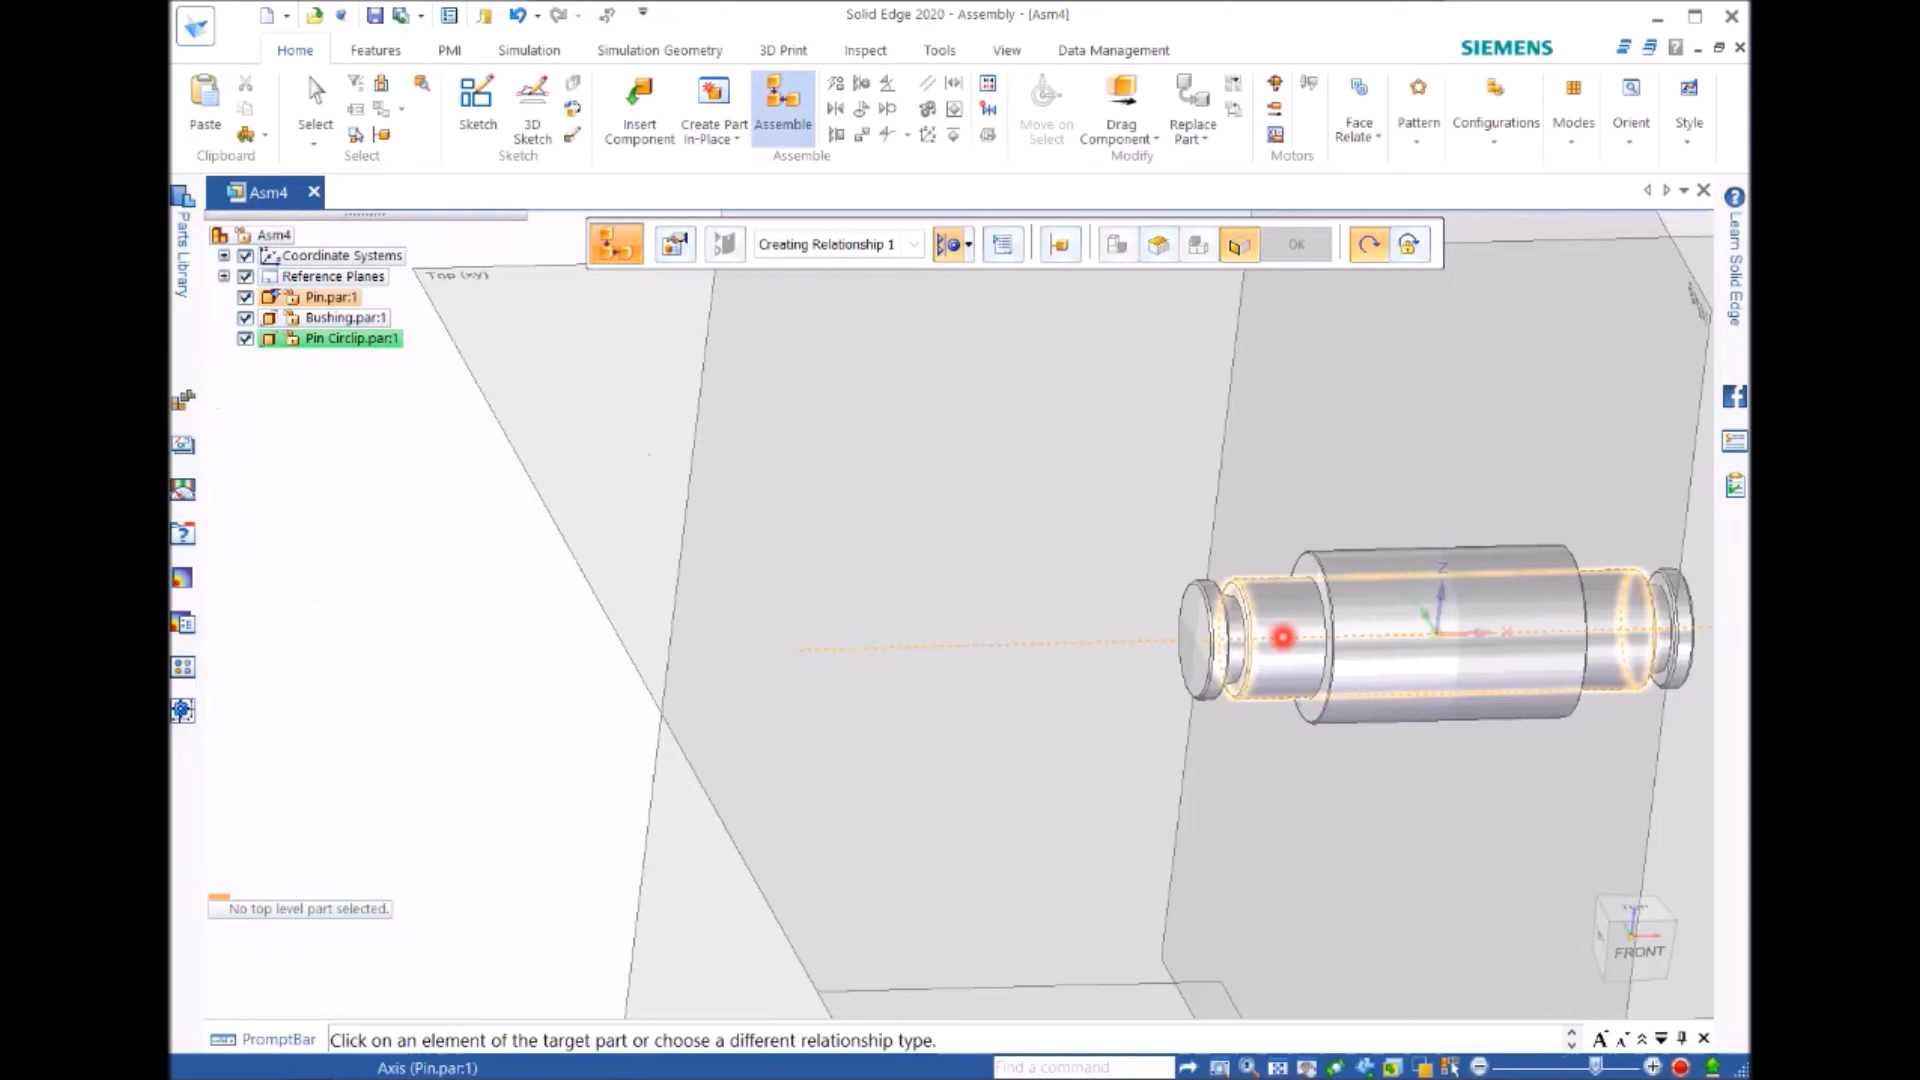 Solid Edge 2020 - Assembly - [Asm4]
Home Features PMI Simulation Simulation Geometry 3D Print Inspect Tools View Data Management
SIEMENS
Paste
Clipboard
Select
Select
Sketch
3D Sketch
Sketch
Insert Component
Create Part In-Place
Assemble
Assemble
Move on Select
Drag Component
Replace Part
Modify
Motors
Face Relate
Pattern
Configurations
Modes
Orient
Style
Asm4
Parts Library
Learn Solid Edge
Asm4
Coordinate Systems
Reference Planes
Pin.par:1
Bushing.par:1
Pin Circlip.par:1
Creating Relationship 1
OK
Top (xy)
Z
X
No top level part selected.
TOP
FRONT
PromptBar
Click on an element of the target part or choose a different relationship type.
Axis (Pin.par:1)
Find a command